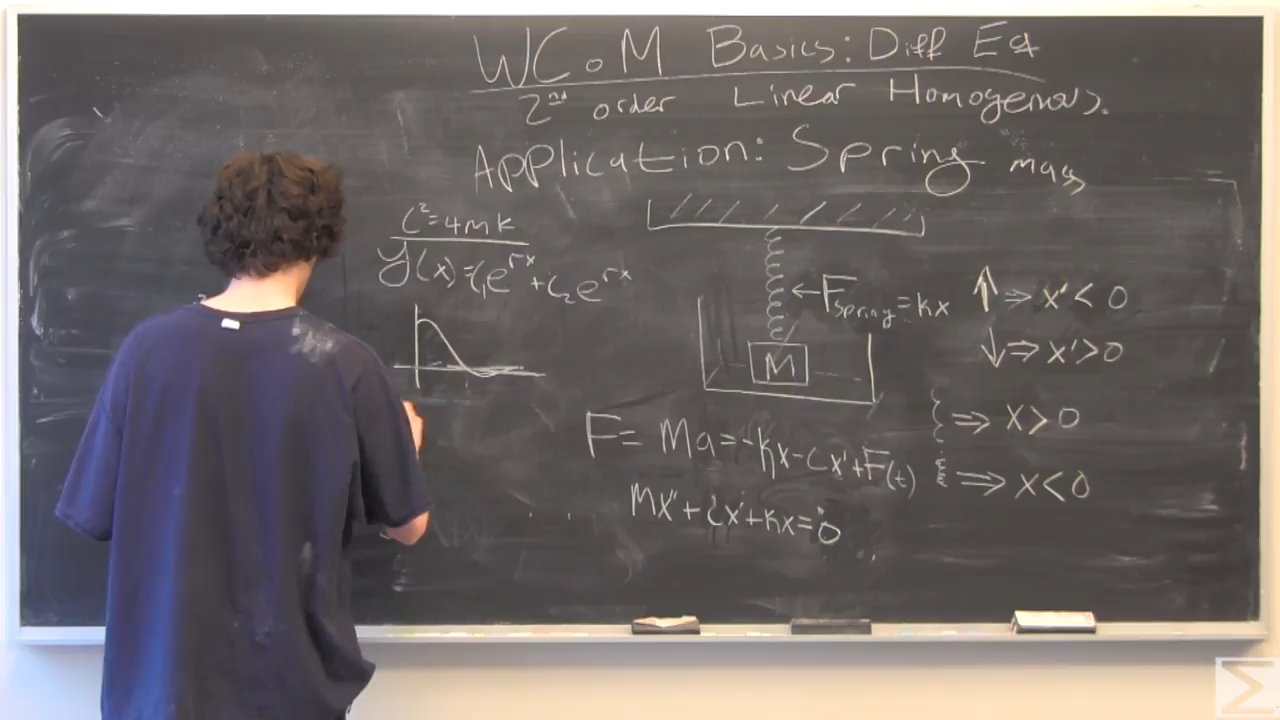 WCoM Basics: Diff Eq
2nd order Linear Homogenous.
Application: Spring mass
c²=4mk
y(x)=c₁e^rx+c₂e^rx
F_spring=kx
M
↑⇒x'<0
↓⇒x'>0
⇒x>0
⇒x<0
F=Ma=-kx-cx'+F(t)
Mx"+cx'+kx=0
Σ